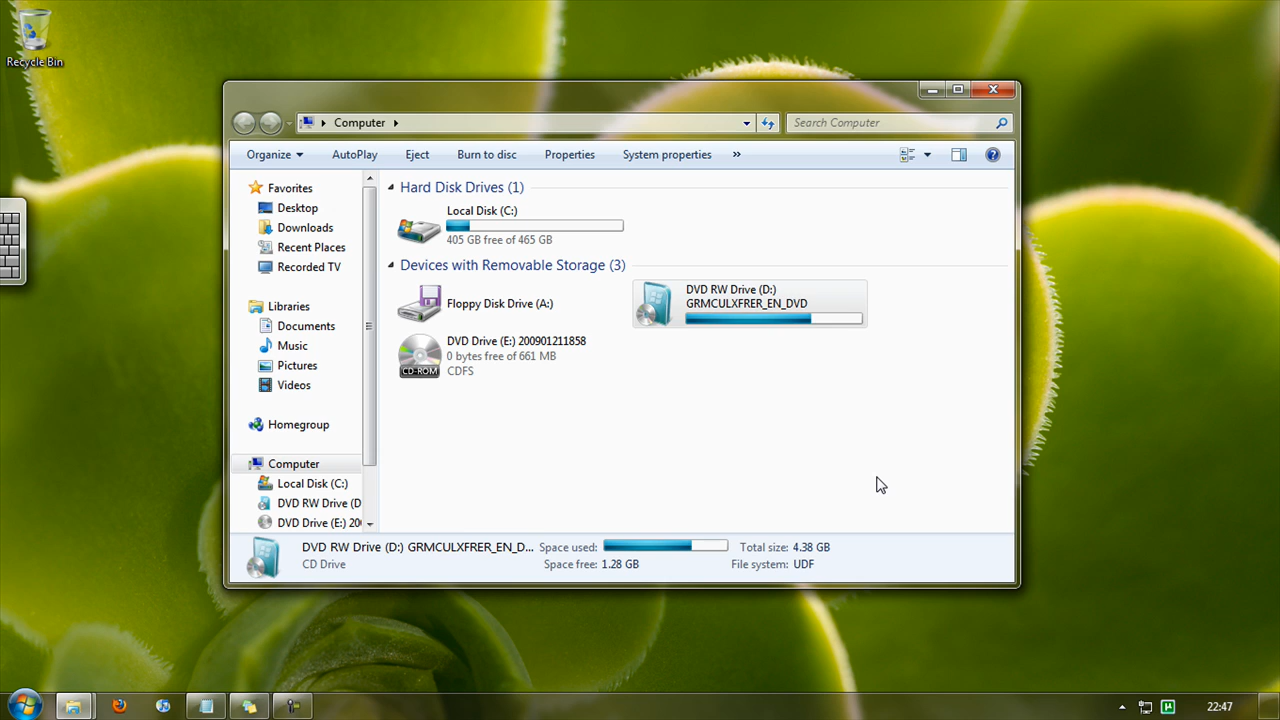 Recycle Bin
Computer
Search Computer
Organize
AutoPlay
Eject
Burn to disc
Properties
System properties
»
Favorites
Desktop
Downloads
Recent Places
Recorded TV
Libraries
Documents
Music
Pictures
Videos
Homegroup
Computer
Local Disk (C:)
DVD RW Drive (D
DVD Drive (E:) 20
Hard Disk Drives (1)
Local Disk (C:)
405 GB free of 465 GB
Devices with Removable Storage (3)
Floppy Disk Drive (A:)
DVD RW Drive (D:)
GRMCULXFRER_EN_DVD
DVD Drive (E:) 200901211858
0 bytes free of 661 MB
CDFS
CD-ROM
DVD RW Drive (D:) GRMCULXFRER_EN_D...
CD Drive
Space used:
Space free: 1.28 GB
Total size: 4.38 GB
File system: UDF
22:47